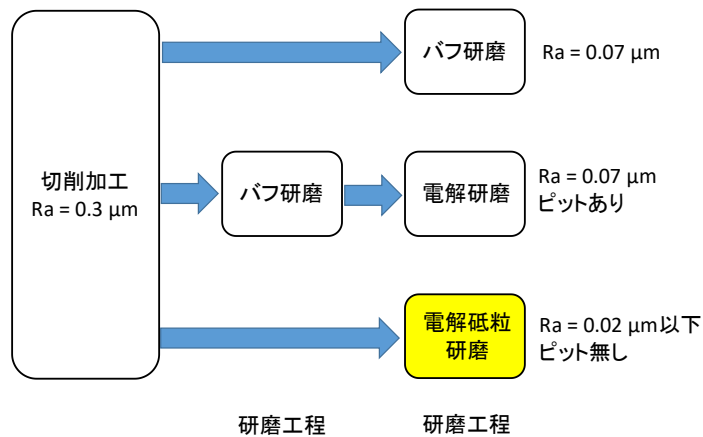 切削加工
Ra = 0.3 µm
バフ研磨
Ra = 0.07 µm
バフ研磨
電解研磨
Ra = 0.07 µm
ピットあり
電解砥粒
研磨
Ra = 0.02 µm以下
ピット無し
研磨工程
研磨工程